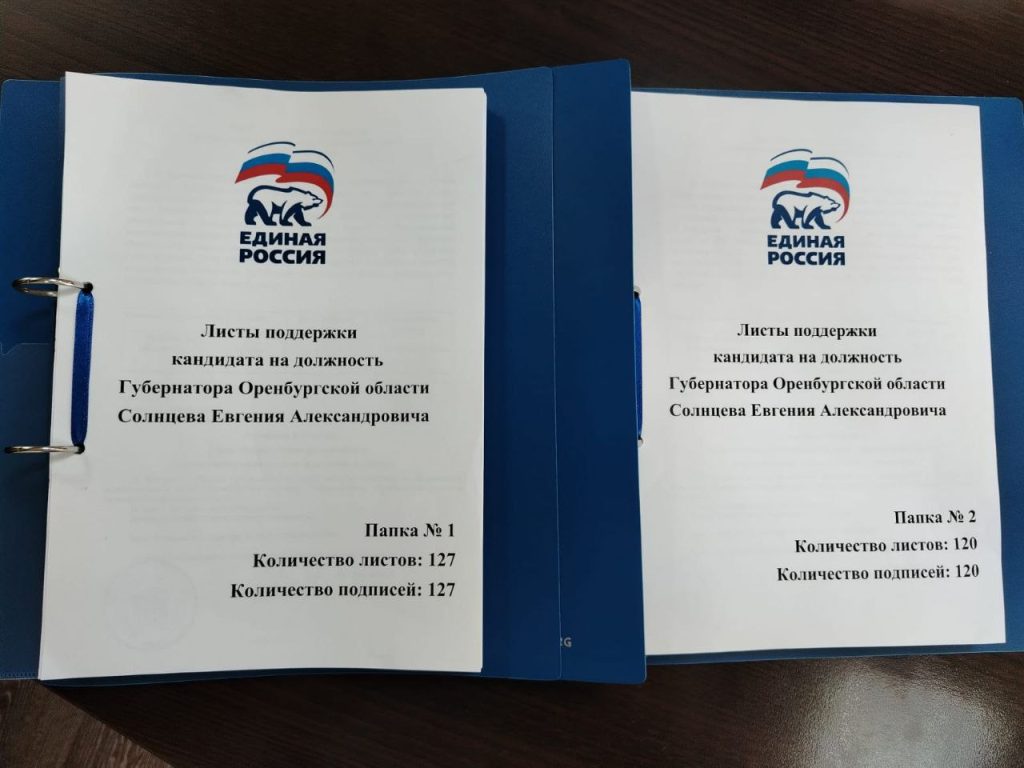 ЕДИНАЯ
РОССИЯ
Листы поддержки
кандидата на должность
Губернатора Оренбургской области
Солнцева Евгения Александровича
Папка № 1
Количество листов: 127
Количество подписей: 127
ЕДИНАЯ
РОССИЯ
Листы поддержки
кандидата на должность
Губернатора Оренбургской области
Солнцева Евгения Александровича
Папка № 2
Количество листов: 120
Количество подписей: 120